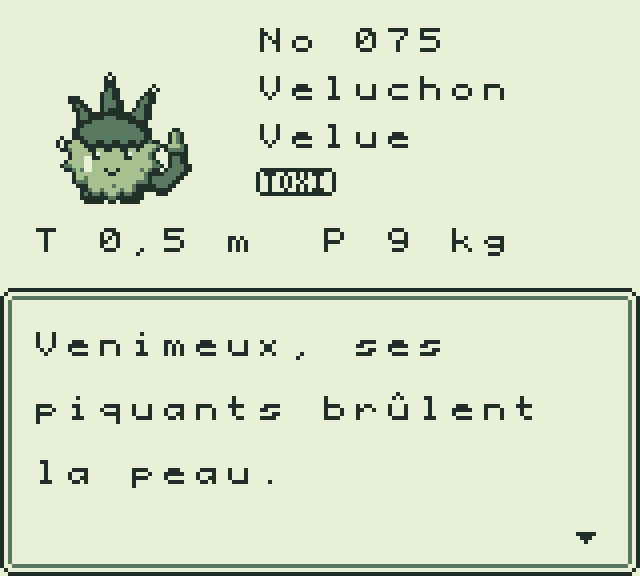 No 075
Veluchon
Velue
TOXI
T 0,5 m P 9 kg
Venimeux, ses
piquants brûlent
la peau.